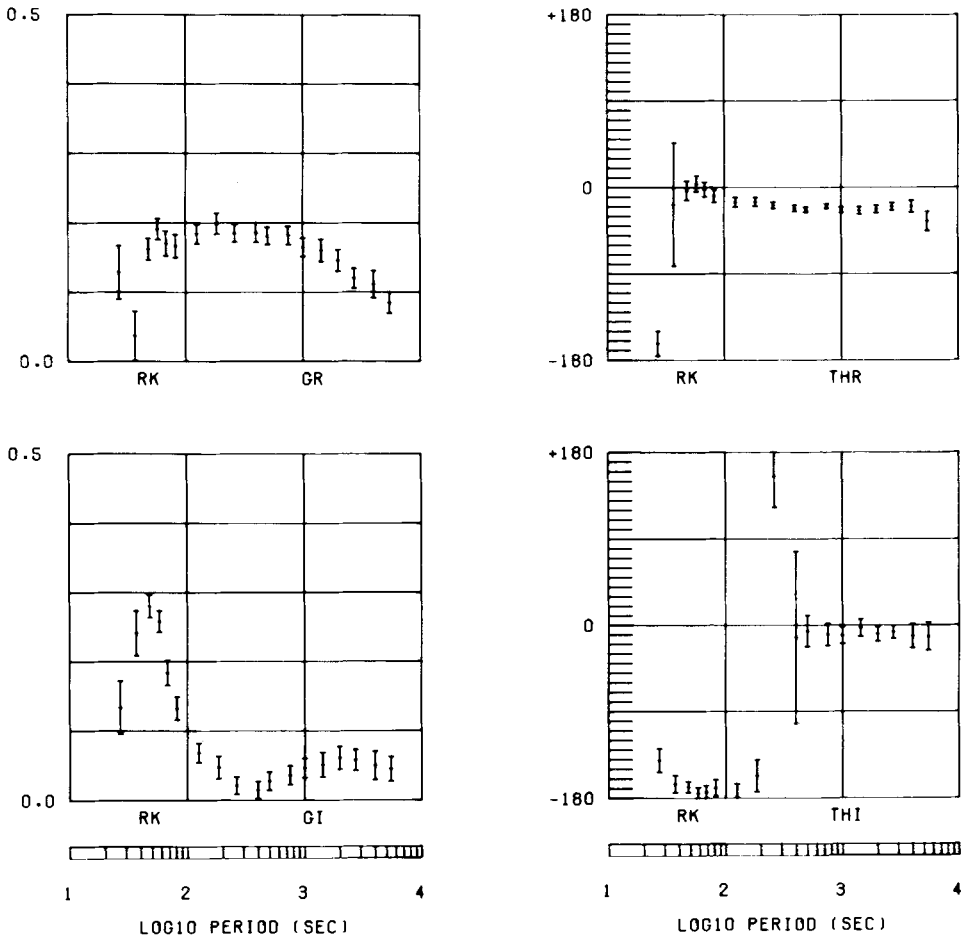 0.5
0.0
RK GR
+180
0
-180
RK THR
0.5
0.0
RK GI
1 2 3 4
LOG10 PERIOD (SEC)
+180
0
-180
RK THI
1 2 3 4
LOG10 PERIOD (SEC)